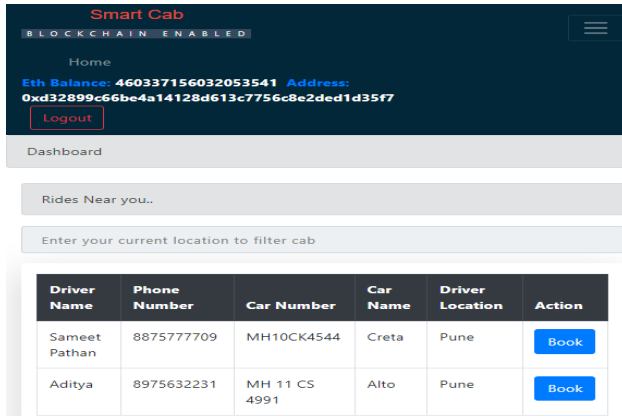 Smart Cab
BLOCKCHAIN ENABLED
Home
Eth Balance: 460337156032053541 Address:
0xd32899c66be4a14128d613c7756c8e2ded1d35f7
Logout
Dashboard
Rides Near you..
Enter your current location to filter cab
Driver Name Phone Number Car Number Car Name Driver Location Action
Sameet Pathan 8875777709 MH10CK4544 Creta Pune Book
Aditya 8975632231 MH 11 CS 4991 Alto Pune Book